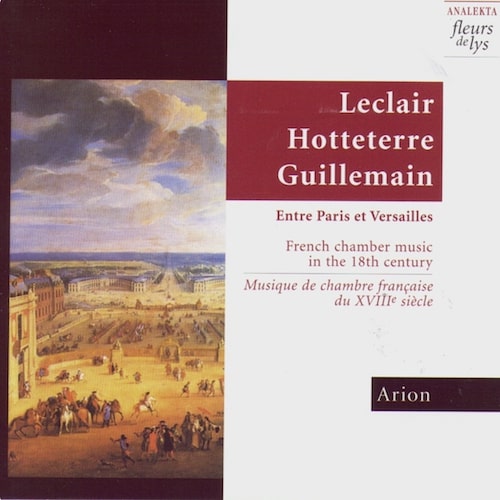 ANALEKTA
fleurs
de lys
Leclair
Hotteterre
Guillemain
Entre Paris et Versailles
French chamber music
in the 18th century
Musique de chambre française
du XVIIIe siècle
Arion